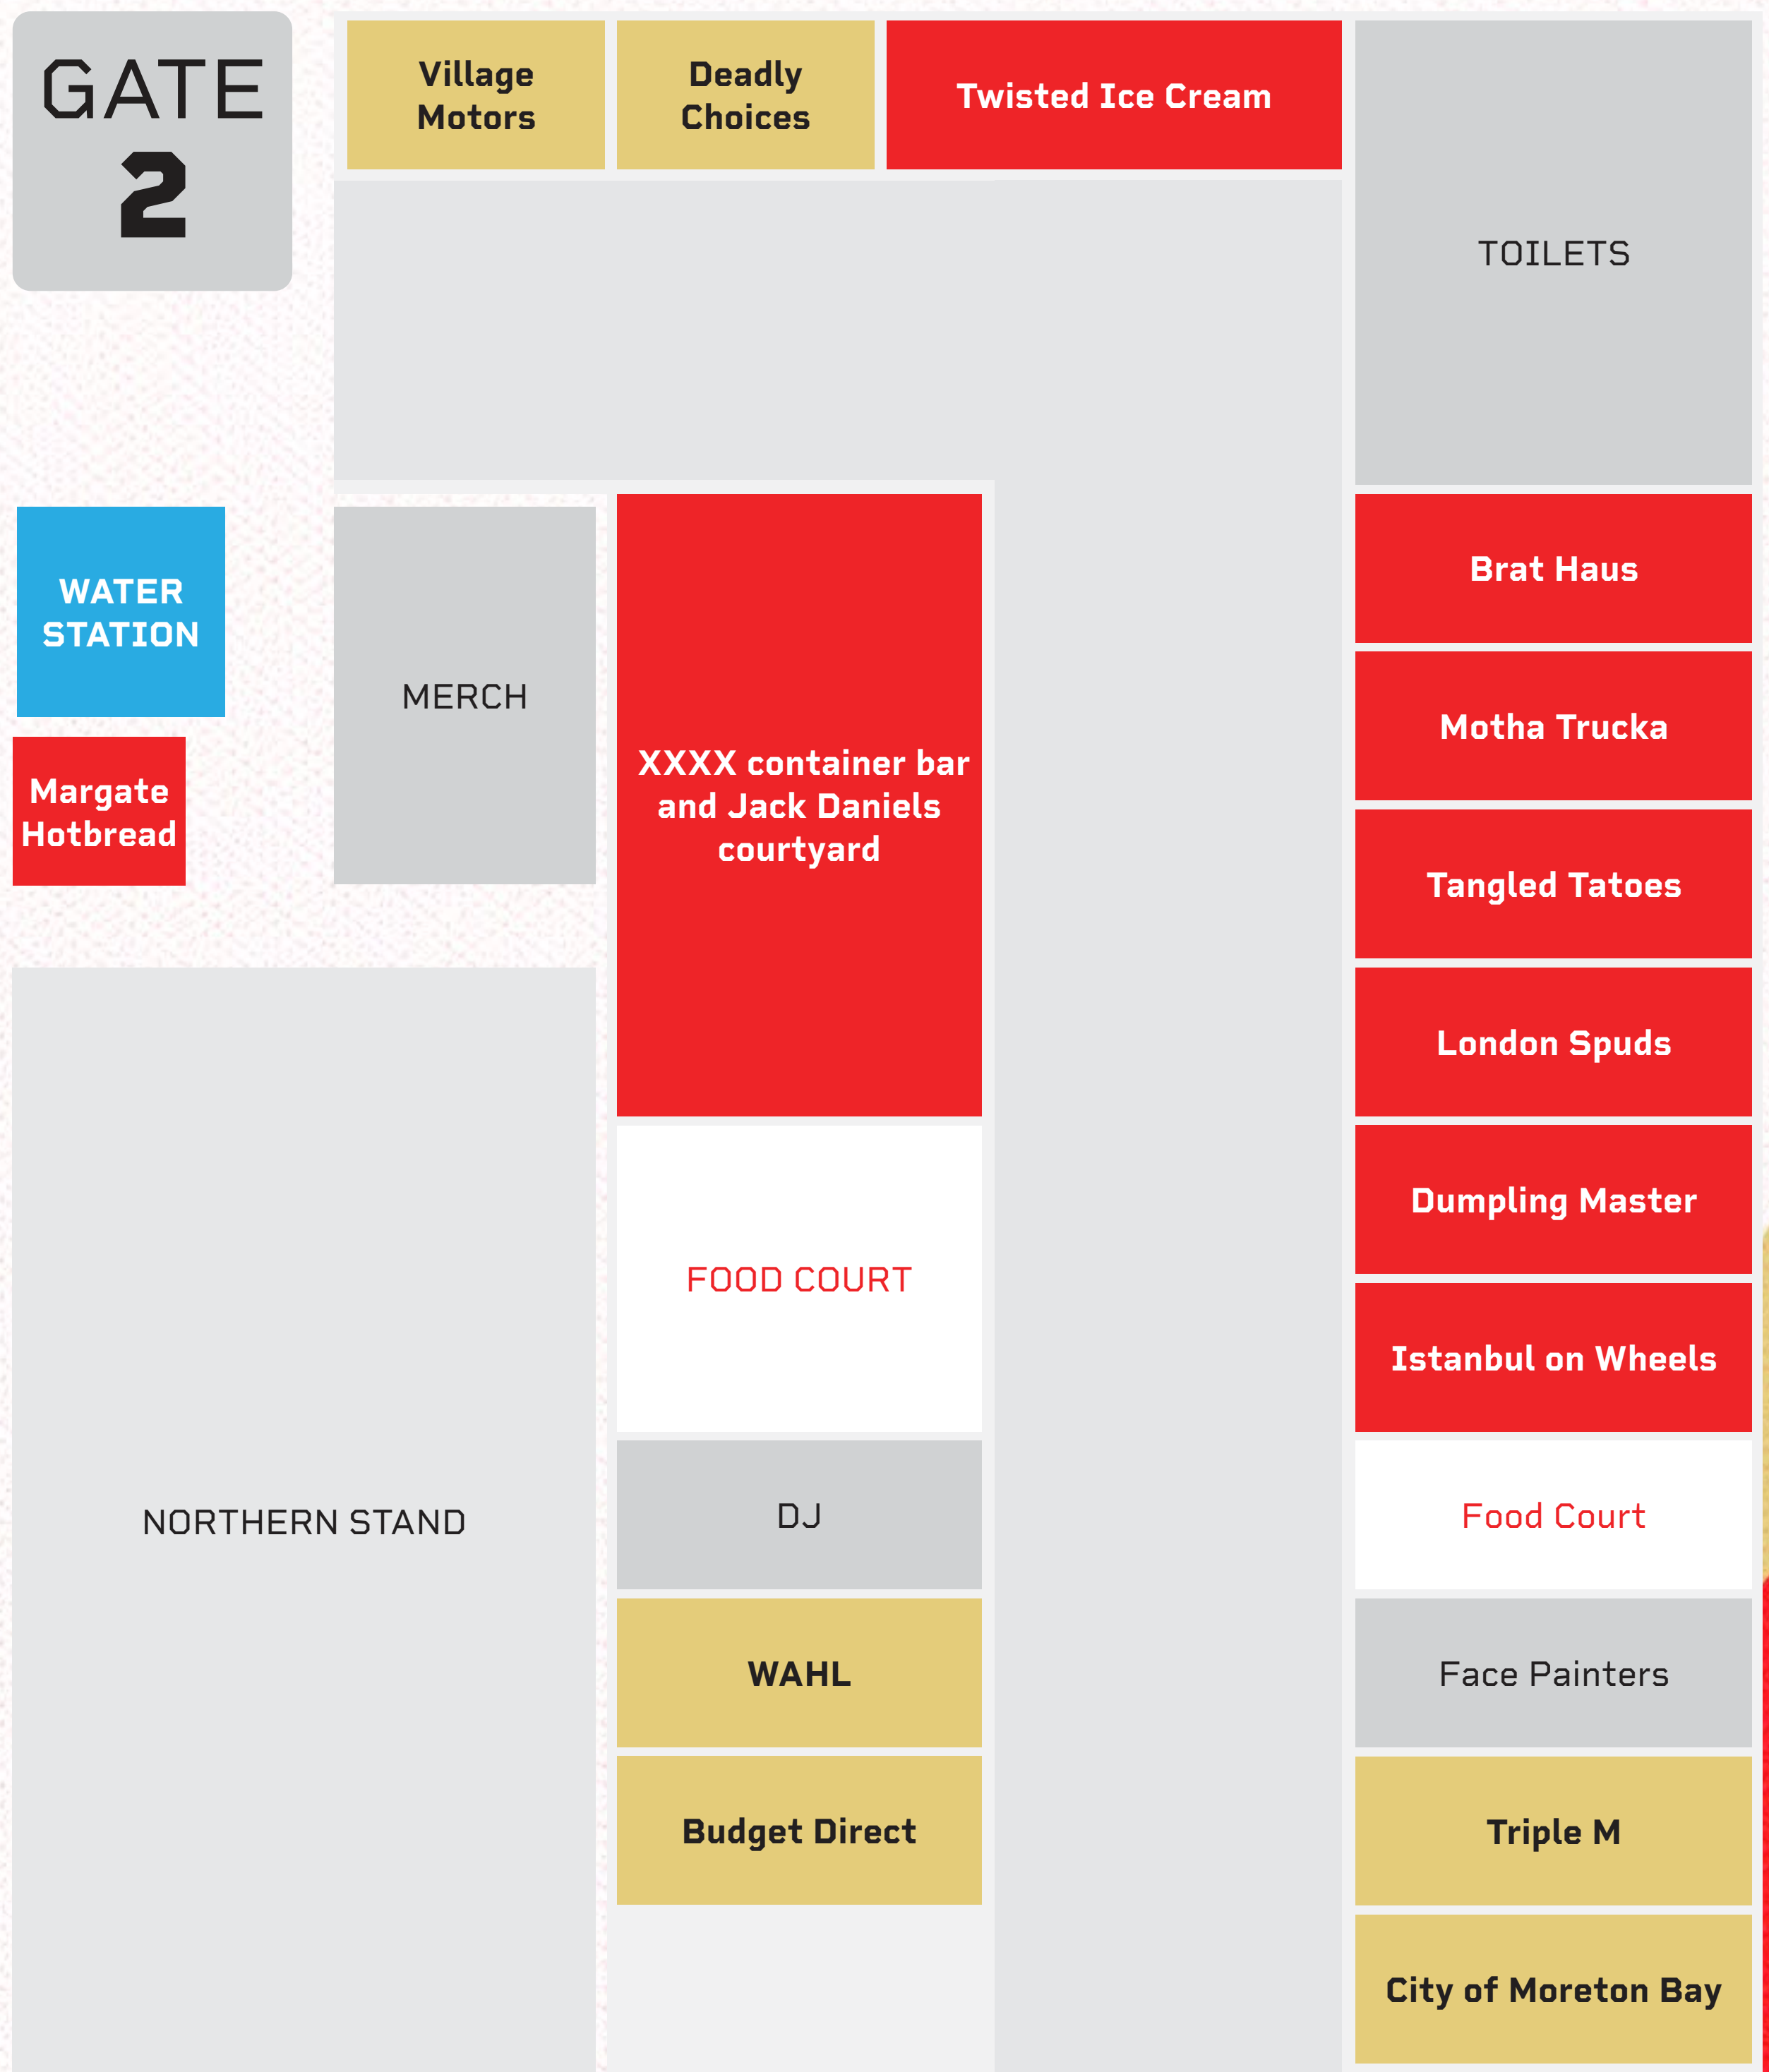 GATE
2
Village
Motors
Deadly
Choices
Twisted Ice Cream
TOILETS
WATER
STATION
Margate
Hotbread
MERCH
XXXX container bar
and Jack Daniels
courtyard
Brat Haus
Motha Trucka
Tangled Tatoes
London Spuds
Dumpling Master
Istanbul on Wheels
FOOD COURT
NORTHERN STAND
DJ
Food Court
WAHL
Face Painters
Budget Direct
Triple M
City of Moreton Bay